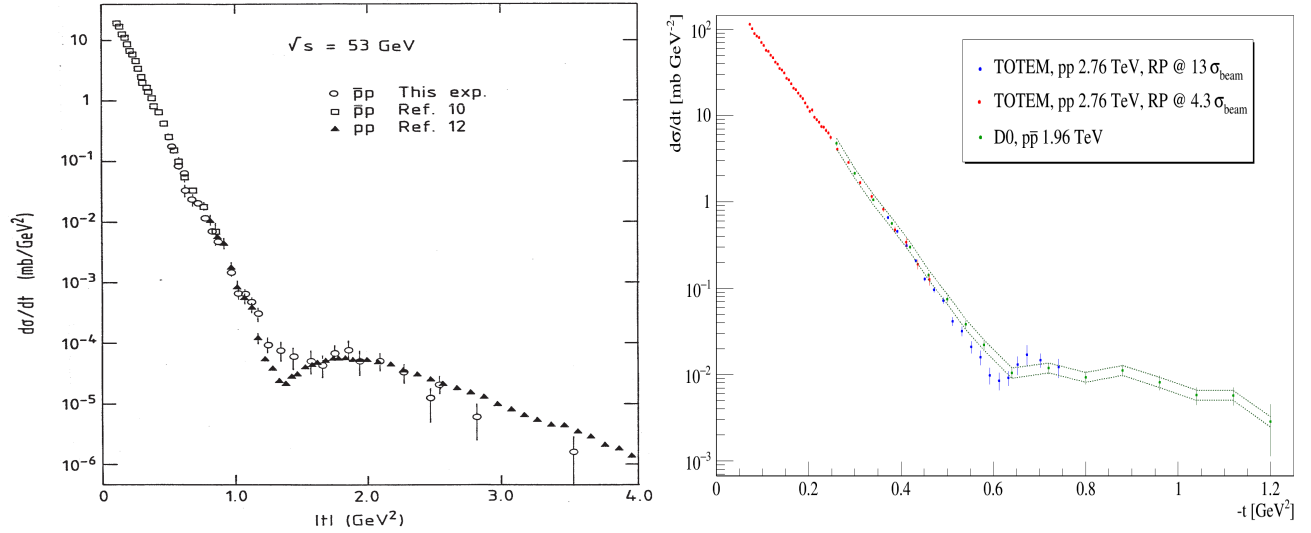 √s = 53 GeV
p̄p This exp.
p̄p Ref. 10
pp Ref. 12
dσ/dt (mb/GeV²)
10
1
10⁻¹
10⁻²
10⁻³
10⁻⁴
10⁻⁵
10⁻⁶
0 1.0 2.0 3.0 4.0
|t| (GeV²)
TOTEM, pp 2.76 TeV, RP @ 13 σbeam
TOTEM, pp 2.76 TeV, RP @ 4.3 σbeam
D0, pp̄ 1.96 TeV
dσ/dt [mb GeV⁻²]
10²
10
1
10⁻¹
10⁻²
10⁻³
0 0.2 0.4 0.6 0.8 1 1.2
-t [GeV²]